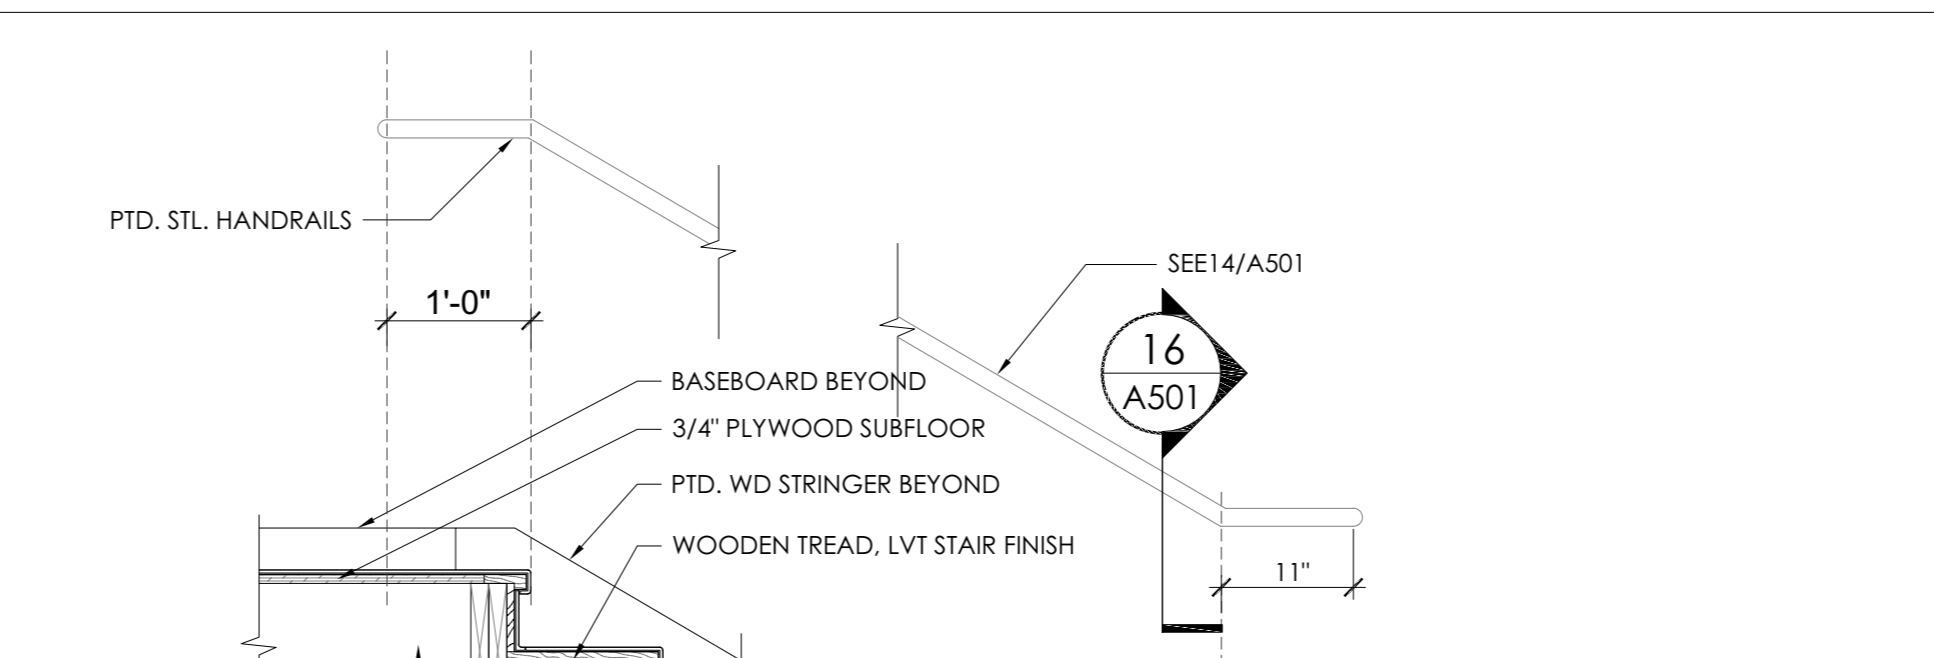 PTD. STL. HANDRAILS
1'-0"
SEE14/A501
16
A501
BASEBOARD BEYOND
3/4" PLYWOOD SUBFLOOR
PTD. WD STRINGER BEYOND
WOODEN TREAD, LVT STAIR FINISH
11"